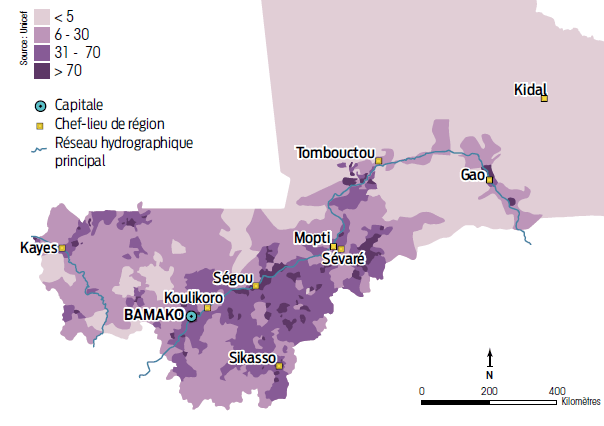 Source : Unicef
< 5
6 - 30
31 - 70
> 70
Capitale
Chef-lieu de région
Réseau hydrographique
principal
Kidal
Tombouctou
Gao
Mopti
Sévaré
Kayes
Ségou
Koulikoro
BAMAKO
Sikasso
N
0 200 400
Kilomètres